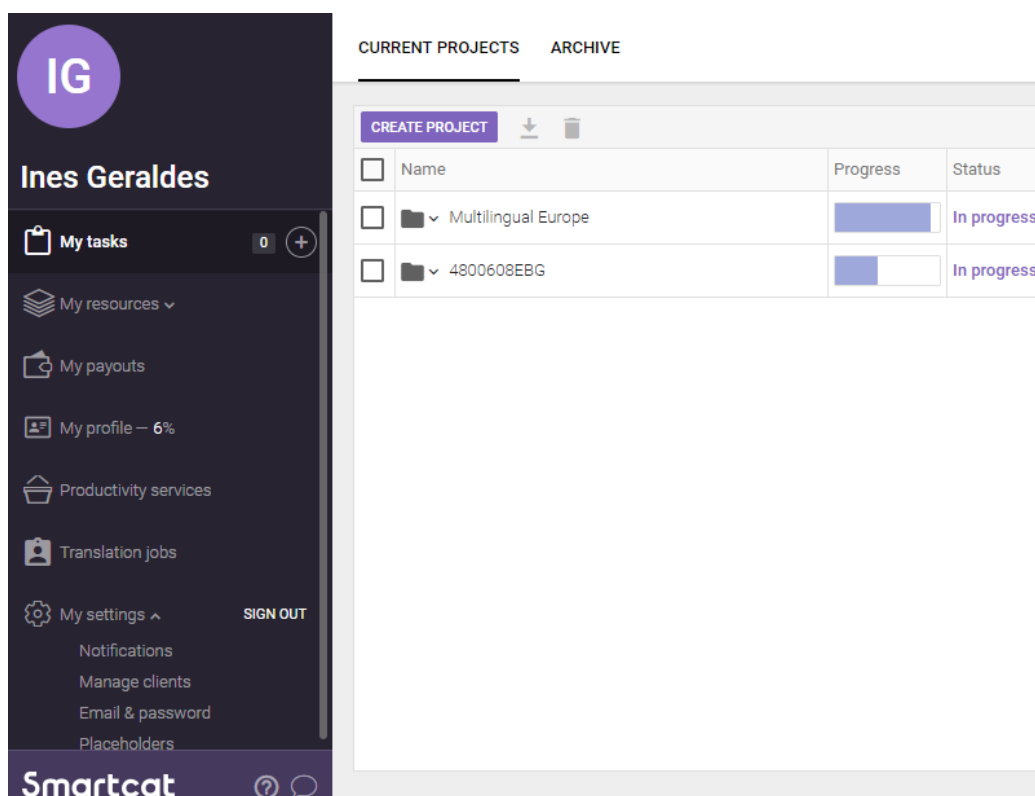 IG
Ines Geraldes
My tasks 0
My resources
My payouts
My profile — 6%
Productivity services
Translation jobs
My settings SIGN OUT
Notifications
Manage clients
Email & password
Placeholders
Smartcat
CURRENT PROJECTS ARCHIVE
CREATE PROJECT
Name Progress Status
Multilingual Europe In progress
4800608EBG In progress